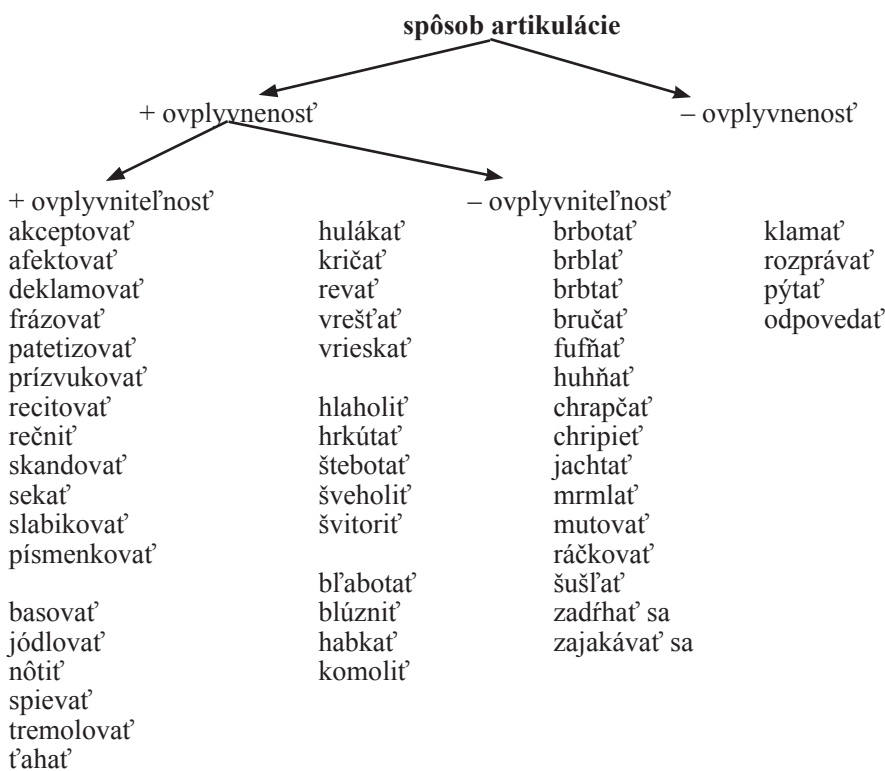 spôsob artikulácie
+ ovplyvnenosť – ovplyvnenosť
+ ovplyvniteľnosť – ovplyvniteľnosť
akceptovať hulákať brbotať klamať
afektovať kričať brblať rozprávať
deklamovať revať brbtať pýtať
frázovať vrešťať bručať odpovedať
patetizovať vrieskať fufňať
prízvukovať huhňať
recitovať hlaholiť chrapčať
rečniť hrkútať chripieť
skandovať štebotať jachtať
sekať šveholiť mrmlať
slabikovať švitoriť mutovať
písmenkovať ráčkovať
bľabotať šušľať
basovať blúzniť zadŕhať sa
jódlovať habkať zajakávať sa
nôtiť komoliť
spievať
tremolovať
ťahať